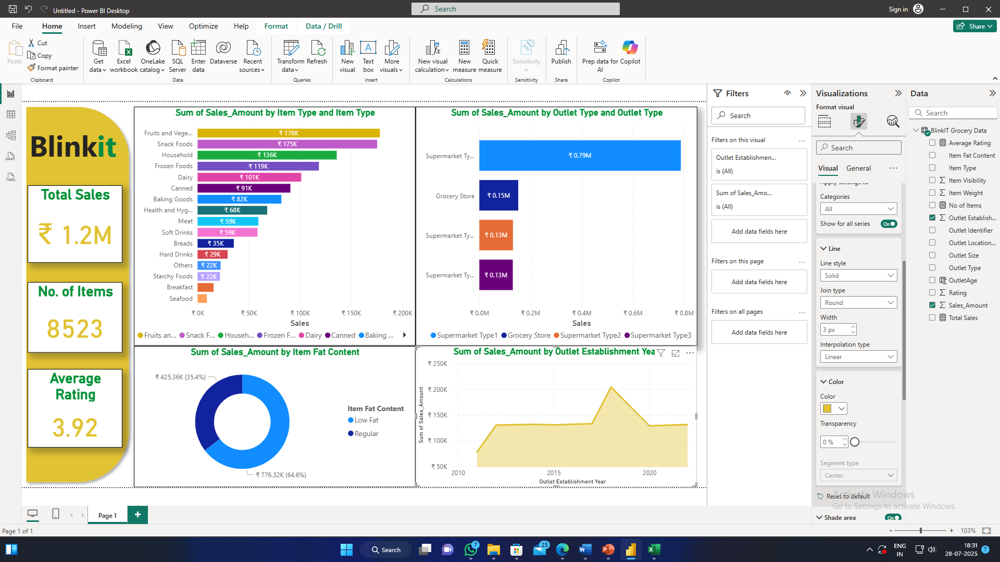 Untitled - Power BI Desktop
Search
Sign in
File
Home
Insert
Modeling
View
Optimize
Help
Format
Data / Drill
Share
Paste
Cut
Copy
Format painter
Clipboard
Get data
Excel workbook
OneLake catalog
SQL Server
Enter data
Dataverse
Recent sources
Data
Transform data
Refresh
Queries
New visual
Text box
More visuals
Insert
New visual calculation
New measure
Quick measure
Calculations
Sensitivity
Sensitivity
Publish
Share
Prep data for AI
Copilot
Copilot
DAX
TMDL
Blinkit
Total Sales
₹ 1.2M
No. of Items
8523
Average
Rating
3.92
Sum of Sales_Amount by Item Type and Item Type
Fruits and Vege... ₹ 178K
Snack Foods ₹ 175K
Household ₹ 136K
Frozen Foods ₹ 119K
Dairy ₹ 101K
Canned ₹ 91K
Baking Goods ₹ 82K
Health and Hyg... ₹ 68K
Meat ₹ 59K
Soft Drinks ₹ 59K
Breads ₹ 35K
Hard Drinks ₹ 29K
Others ₹ 22K
Starchy Foods ₹ 22K
Breakfast
Seafood
₹ 0K ₹ 50K ₹ 100K ₹ 150K ₹ 200K
Sales
Fruits an... Snack F... Househ... Frozen F... Dairy Canned Baking ...
Sum of Sales_Amount by Outlet Type and Outlet Type
Supermarket Ty... ₹ 0.79M
Grocery Store ₹ 0.15M
Supermarket Ty... ₹ 0.13M
Supermarket Ty... ₹ 0.13M
₹ 0.0M ₹ 0.2M ₹ 0.4M ₹ 0.6M ₹ 0.8M
Sales
Supermarket Type1 Grocery Store Supermarket Type2 Supermarket Type3
Sum of Sales_Amount by Item Fat Content
₹ 425.36K (35.4%)
₹ 776.32K (64.6%)
Item Fat Content
Low Fat
Regular
Sum of Sales_Amount by Outlet Establishment Yea
Sum of Sales_Amount
₹ 250K
₹ 200K
₹ 150K
₹ 100K
₹ 50K
2010 2015 2020
Outlet Establishment Year
Filters
Search
Filters on this visual
Outlet Establishmen...
is (All)
Sum of Sales_Amo...
is (All)
Add data fields here
Filters on this page
Add data fields here
Filters on all pages
Add data fields here
Visualizations
Format visual
Search
Visual General
Apply settings to
Categories
All
Show for all series On
Line
Line style
Solid
Join type
Round
Width
3 px
Interpolation type
Linear
Color
Color
Transparency
0 %
Segment type
Center
Reset to default
Shade area On
Data
Search
BlinkIT Grocery Data
Average Rating
Item Fat Content
Item Type
Item Visibility
Item Weight
No of Items
Outlet Establish...
Outlet Identifier
Outlet Location...
Outlet Size
Outlet Type
OutletAge
Rating
Sales_Amount
Total Sales
Activate Windows
Go to Settings to activate Windows.
Page 1
Page 1 of 1
103%
Search
7
23
ENG
IN
18:31
28-07-2025
7